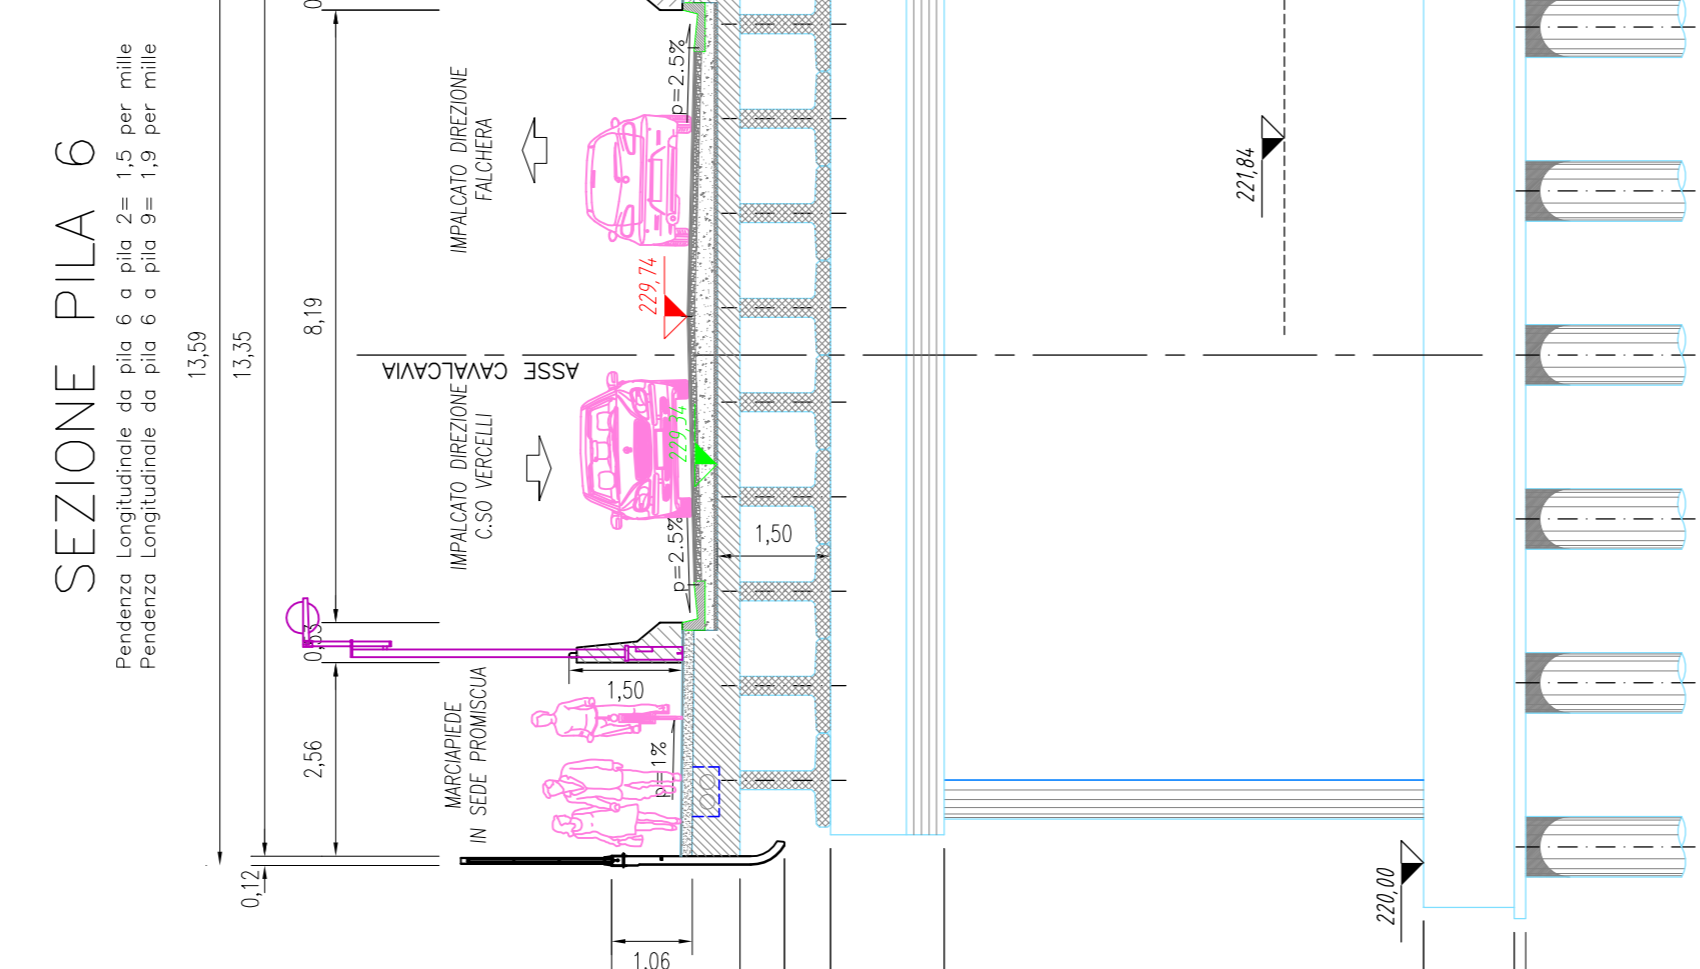 SEZIONE PILA 6
Pendenza Longitudinale da pila 6 a pila 2= 1,5 per mille
Pendenza Longitudinale da pila 6 a pila 9= 1,9 per mille
13,59
13,35
0,12
2,56
8,19
MARCIAPIEDE
IN SEDE PROMISCUA
IMPALCATO DIREZIONE
C.SO VERCELLI
ASSE CAVALCAVIA
IMPALCATO DIREZIONE
FALCHERA
1,50
p=1%
p=2.5%
p=2.5%
229,74
1,50
1,06
221,84
220,00